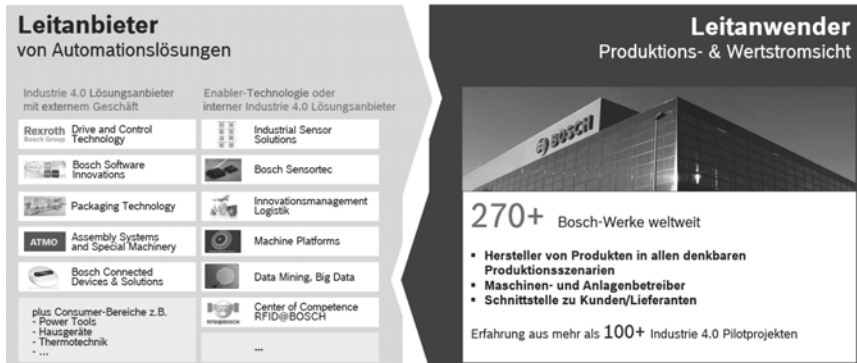 Leitanbieter
von Automationslösungen
Industrie 4.0 Lösungsanbieter
mit externem Geschäft
Rexroth
Bosch Group
Drive and Control
Technology
Bosch Software
Innovations
Packaging Technology
ATMO
Assembly Systems
and Special Machinery
Bosch Connected
Devices & Solutions
plus Consumer-Bereiche z.B.
- Power Tools
- Hausgeräte
- Thermotechnik
- ...
Enabler-Technologie oder
interner Industrie 4.0 Lösungsanbieter
Industrial Sensor
Solutions
Bosch Sensortec
Innovationsmanagement
Logistik
Machine Platforms
Data Mining, Big Data
RFID@BOSCH
Center of Competence
RFID@BOSCH
...
Leitanwender
Produktions- & Wertstromsicht
BOSCH
270+ Bosch-Werke weltweit
▪ Hersteller von Produkten in allen denkbaren
Produktionsszenarien
▪ Maschinen- und Anlagenbetreiber
▪ Schnittstelle zu Kunden/Lieferanten
Erfahrung aus mehr als 100+ Industrie 4.0 Pilotprojekten